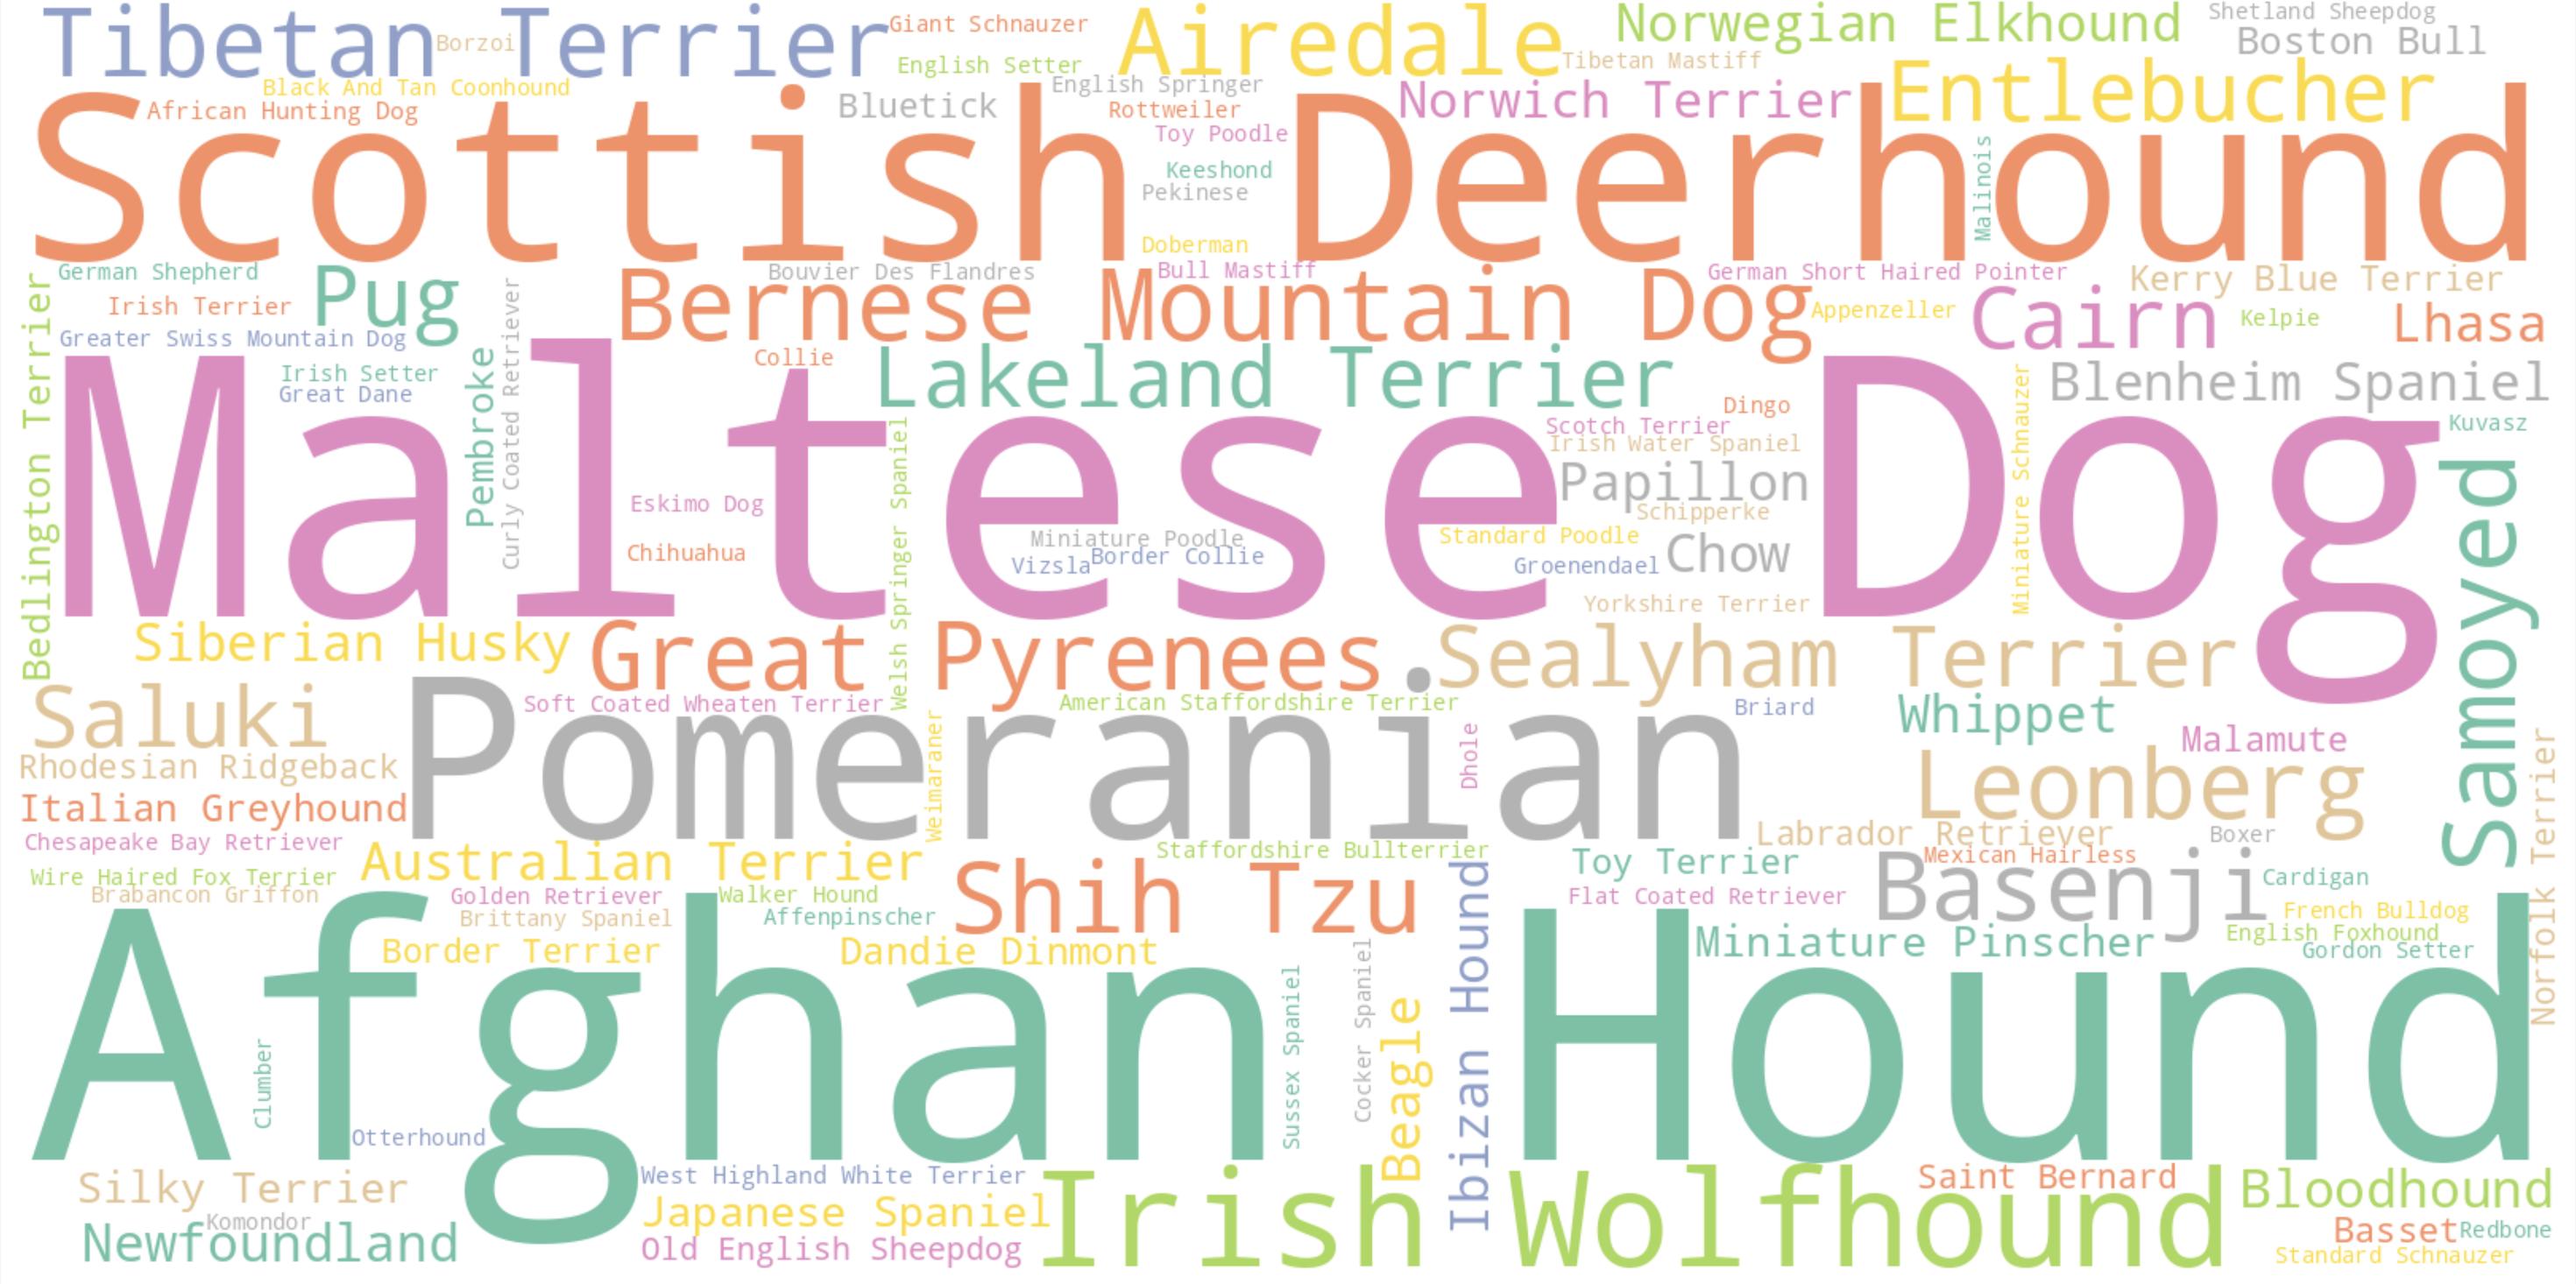 Tibetan Terrier
Borzoi
Giant Schnauzer
Airedale
Norwegian Elkhound
Shetland Sheepdog
Boston Bull
English Setter
Tibetan Mastiff
Black And Tan Coonhound
English Springer
Entlebucher
African Hunting Dog
Bluetick
Rottweiler
Norwich Terrier
Toy Poodle
Scottish Deerhound
Keeshond
Pekinese
Malinois
Doberman
German Shepherd
Pug
Bouvier Des Flandres
Bull Mastiff
German Short Haired Pointer
Kerry Blue Terrier
Irish Terrier
Bernese Mountain Dog
Appenzeller
Cairn
Kelpie
Lhasa
Greater Swiss Mountain Dog
Bedlington Terrier
Curly Coated Retriever
Pembroke
Collie
Lakeland Terrier
Irish Setter
Great Dane
Blenheim Spaniel
Dingo
Scotch Terrier
Kuvasz
Irish Water Spaniel
Miniature Schnauzer
Maltese Dog
Papillon
Eskimo Dog
Schipperke
Welsh Springer Spaniel
Miniature Poodle
Standard Poodle
Chihuahua
Vizsla
Border Collie
Groenendael
Chow
Yorkshire Terrier
Samoyed
Siberian Husky
Great Pyrenees
Sealyham Terrier
Saluki
Soft Coated Wheaten Terrier
American Staffordshire Terrier
Briard
Whippet
Malamute
Rhodesian Ridgeback
Pomeranian
Weimaraner
Dhole
Leonberg
Italian Greyhound
Norfolk Terrier
Chesapeake Bay Retriever
Labrador Retriever
Boxer
Australian Terrier
Staffordshire Bullterrier
Toy Terrier
Mexican Hairless
Wire Haired Fox Terrier
Basenji
Cardigan
Brabancon Griffon
Golden Retriever
Walker Hound
Shih Tzu
Flat Coated Retriever
Brittany Spaniel
Affenpinscher
French Bulldog
English Foxhound
Border Terrier
Dandie Dinmont
Miniature Pinscher
Gordon Setter
Afghan Hound
Clumber
Sussex Spaniel
Cocker Spaniel
Beagle
Ibizan Hound
Otterhound
Silky Terrier
West Highland White Terrier
Saint Bernard
Bloodhound
Japanese Spaniel
Irish Wolfhound
Komondor
Newfoundland
Basset
Redbone
Old English Sheepdog
Standard Schnauzer